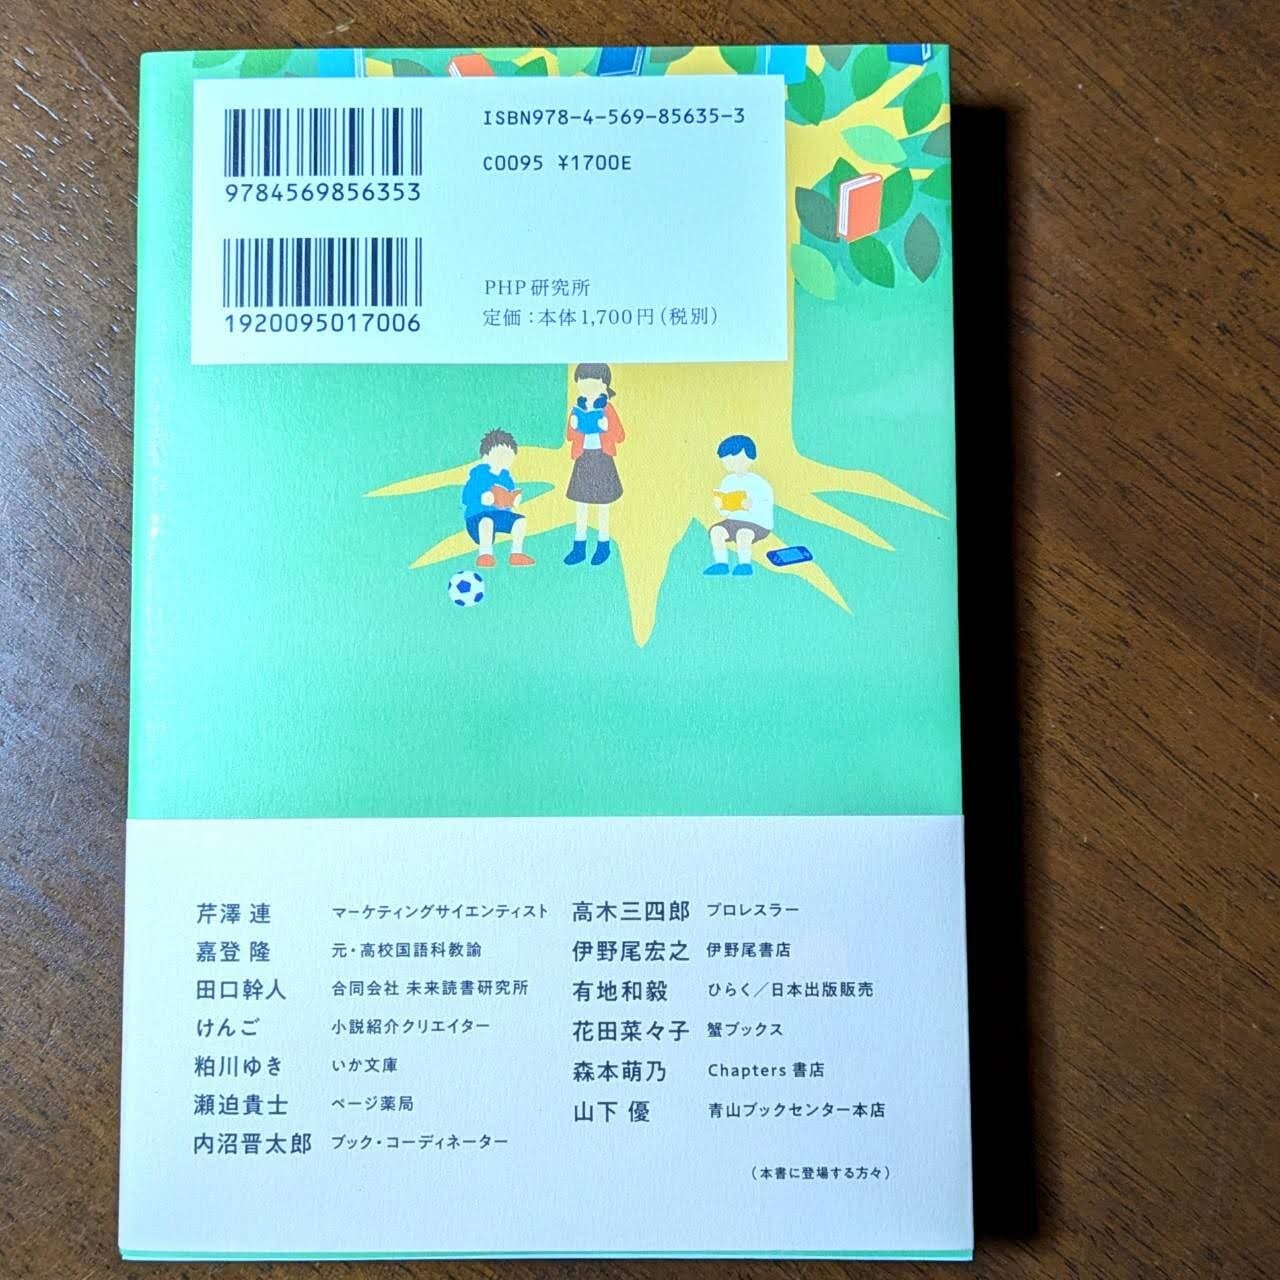 ISBN978-4-569-85635-3
C0095 ¥1700E
9784569856353
1920095017006
PHP研究所
定価：本体1,700円（税別）
芹澤 連 マーケティングサイエンティスト
嘉登 隆 元・高校国語科教諭
田口幹人 合同会社 未来読書研究所
けんご 小説紹介クリエイター
粕川ゆき いか文庫
瀬迫貴士 ページ薬局
内沼晋太郎 ブック・コーディネーター
高木三四郎 プロレスラー
伊野尾宏之 伊野尾書店
有地和毅 ひらく／日本出版販売
花田菜々子 蟹ブックス
森本萌乃 Chapters 書店
山下 優 青山ブックセンター本店
（本書に登場する方々）